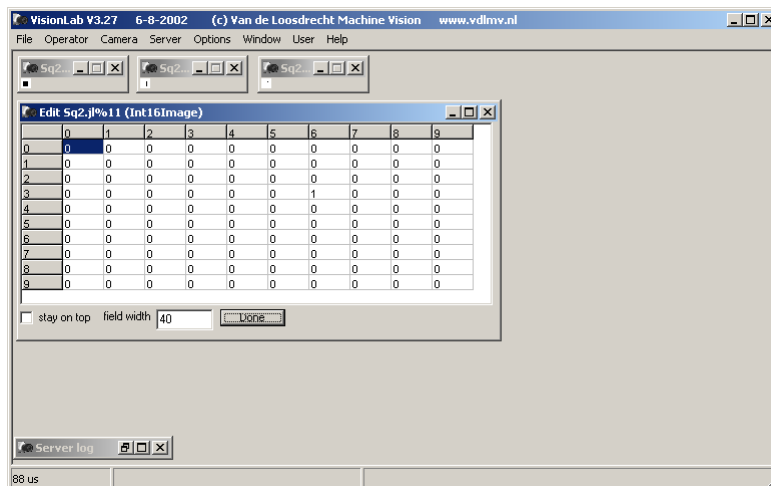 VisionLab V3.27 6-8-2002 (c) Van de Loosdrecht Machine Vision www.vdlmv.nl
File Operator Camera Server Options Window User Help
Sq2... Sq2... Sq2...
Edit Sq2.jl%11 (Int16Image)
0 1 2 3 4 5 6 7 8 9
0 0 0 0 0 0 0 0 0 0 0
1 0 0 0 0 0 0 0 0 0 0
2 0 0 0 0 0 0 0 0 0 0
3 0 0 0 0 0 0 1 0 0 0
4 0 0 0 0 0 0 0 0 0 0
5 0 0 0 0 0 0 0 0 0 0
6 0 0 0 0 0 0 0 0 0 0
7 0 0 0 0 0 0 0 0 0 0
8 0 0 0 0 0 0 0 0 0 0
9 0 0 0 0 0 0 0 0 0 0
stay on top field width 40 Done
Server log
88 us